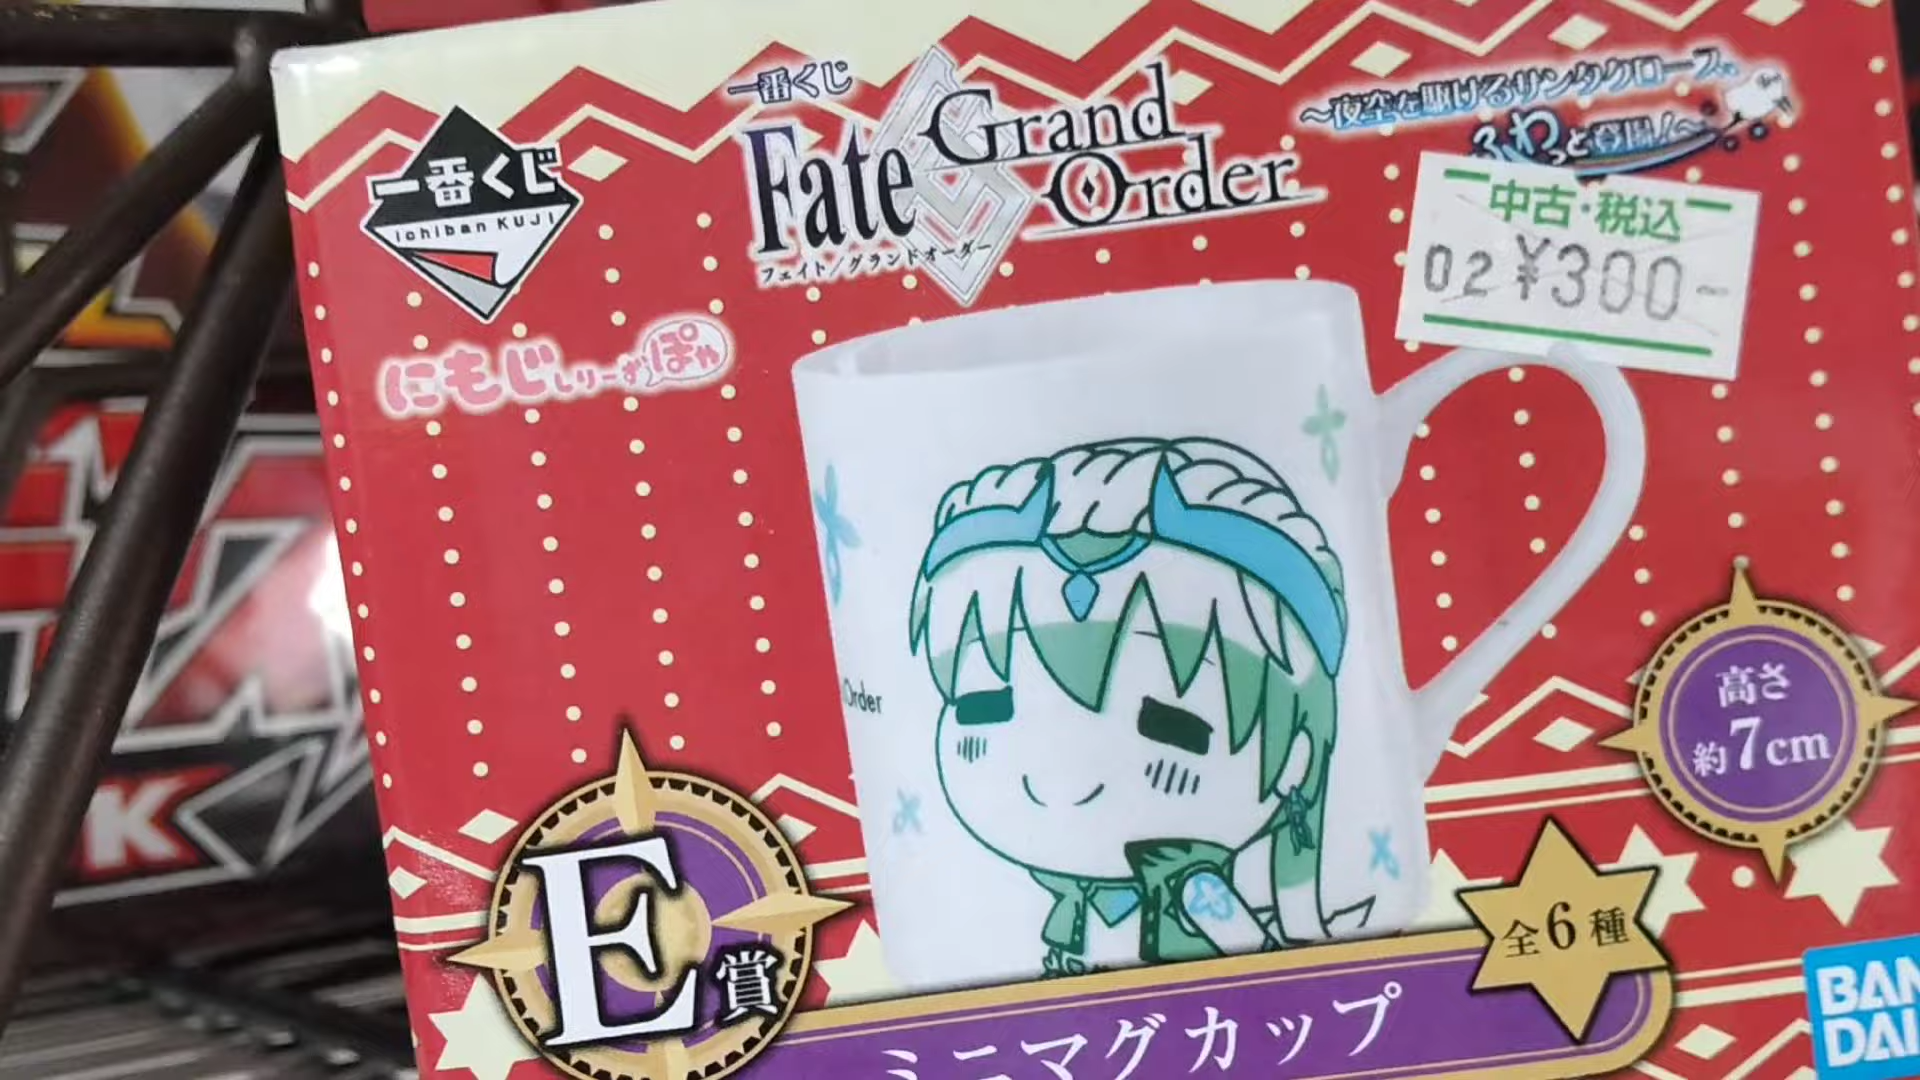 一番くじ
Fate
Grand
Order
フェイト/グランドオーダー
～夜空を駆けるサンタクロース、
ふわっと登場！～
一番くじ
Ichiban KUJI
中古・税込
02 ¥300-
にもじしりーず ぽや
Order
高さ
約7cm
E賞
全6種
ミニマグカップ
BAN
DAI
K